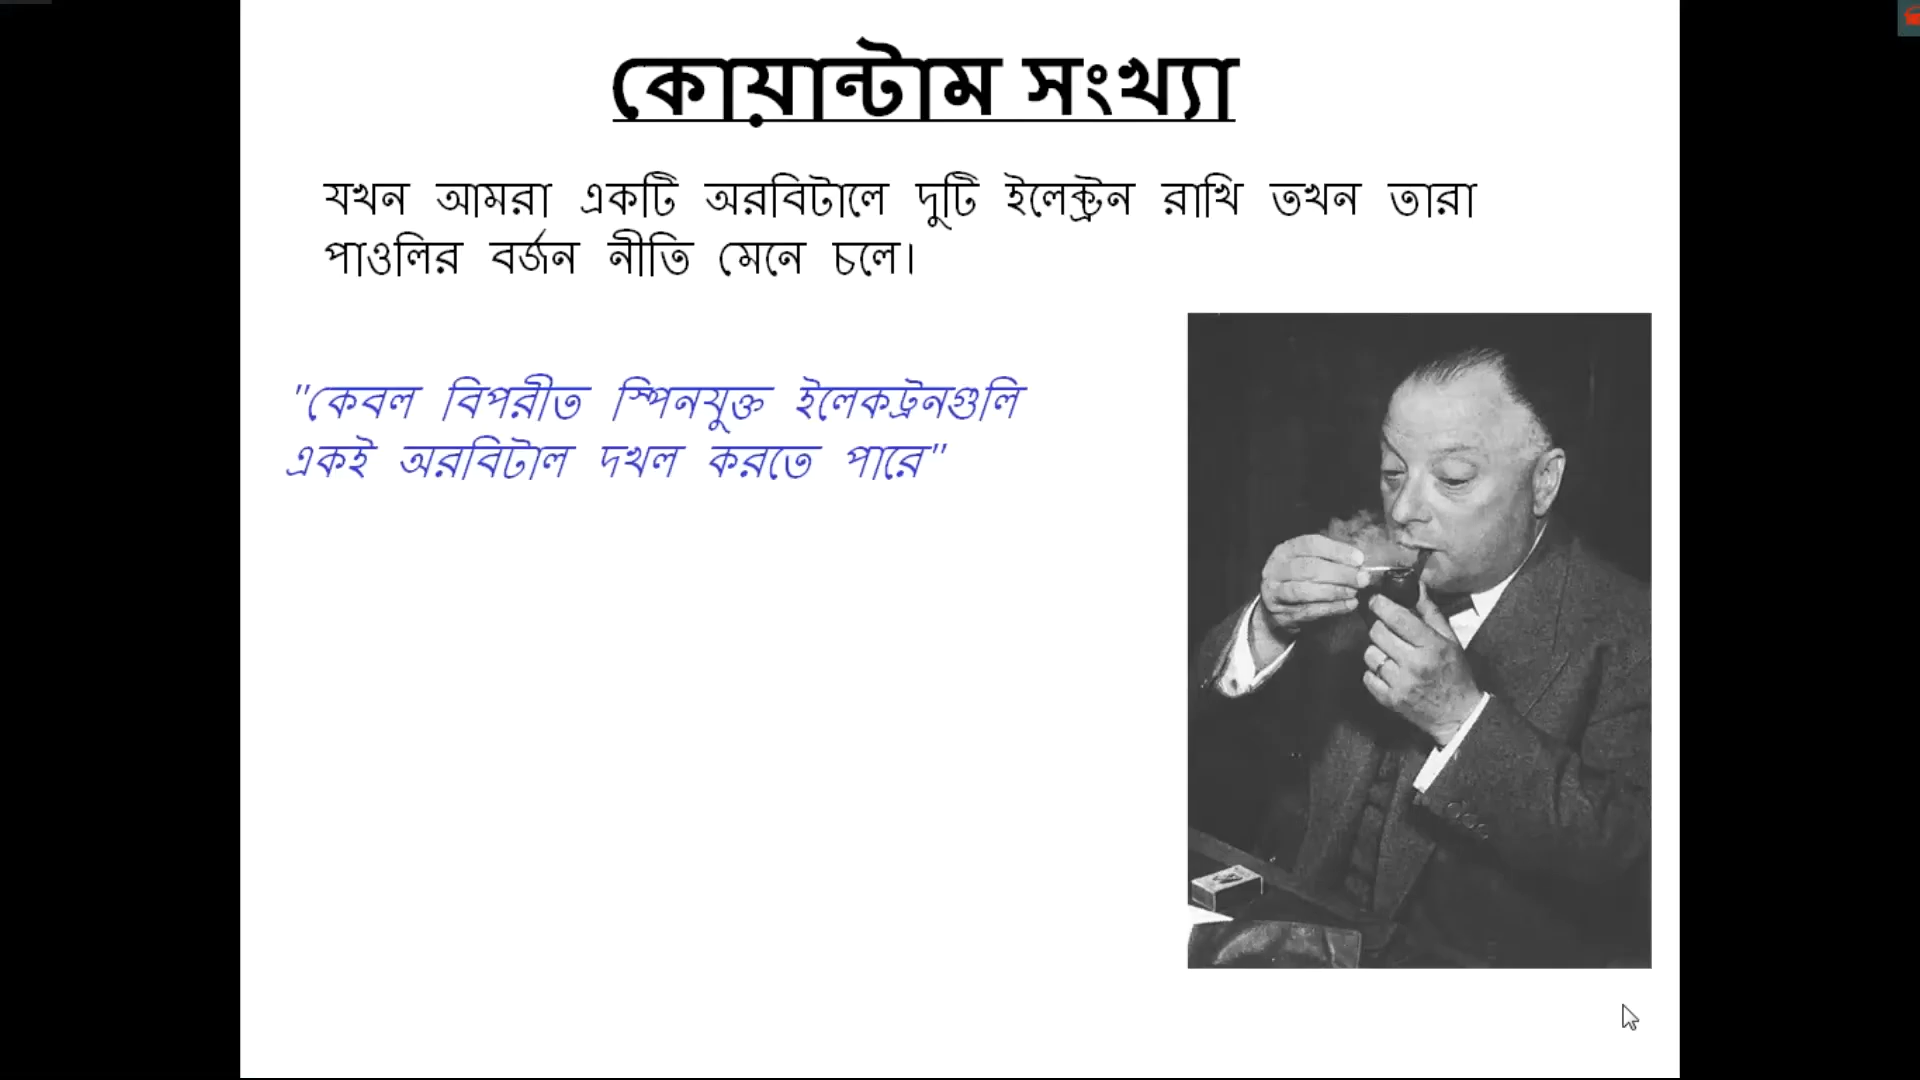 কোয়ান্টাম সংখ্যা
যখন আমরা একটি অরবিটালে দুটি ইলেক্ট্রন রাখি তখন তারা
পাওলির বর্জন নীতি মেনে চলে।
"কেবল বিপরীত স্পিনযুক্ত ইলেকট্রনগুলি
একই অরবিটাল দখল করতে পারে"